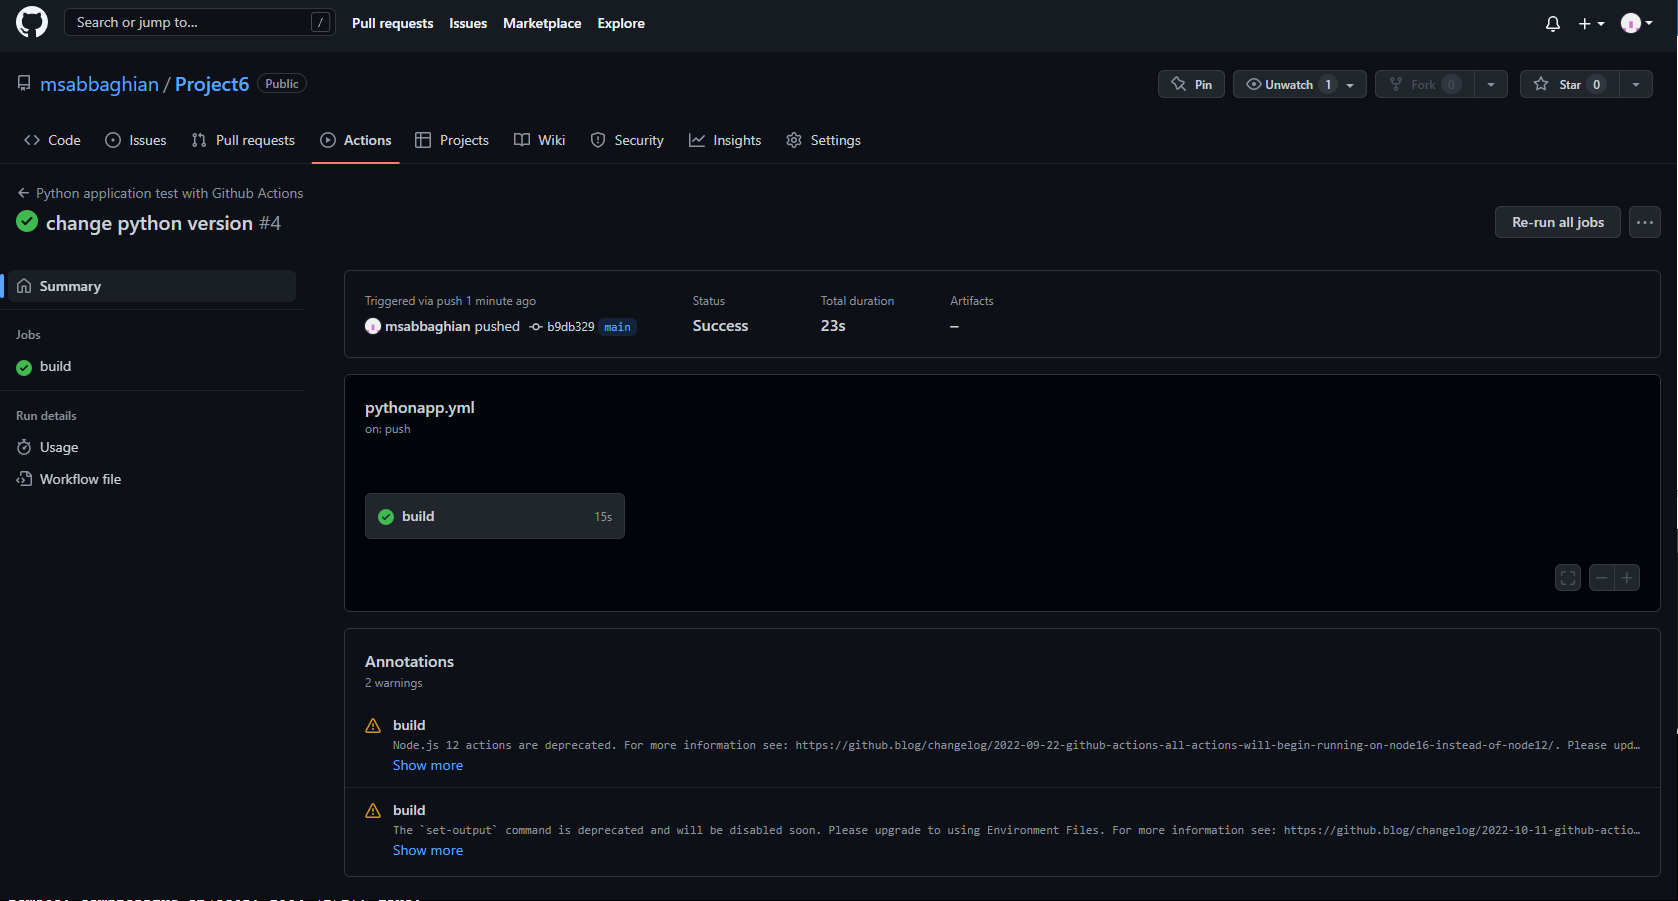 Search or jump to... /
Pull requests Issues Marketplace Explore
msabbaghian / Project6 Public
Pin Unwatch 1 Fork 0 Star 0
Code Issues Pull requests Actions Projects Wiki Security Insights Settings
Python application test with Github Actions
change python version #4
Re-run all jobs
Summary
Jobs
build
Run details
Usage
Workflow file
Triggered via push 1 minute ago
msabbaghian pushed b9db329 main
Status
Success
Total duration
23s
Artifacts
–
pythonapp.yml
on: push
build 15s
Annotations
2 warnings
build
Node.js 12 actions are deprecated. For more information see: https://github.blog/changelog/2022-09-22-github-actions-all-actions-will-begin-running-on-node16-instead-of-node12/. Please upd…
Show more
build
The `set-output` command is deprecated and will be disabled soon. Please upgrade to using Environment Files. For more information see: https://github.blog/changelog/2022-10-11-github-actio…
Show more